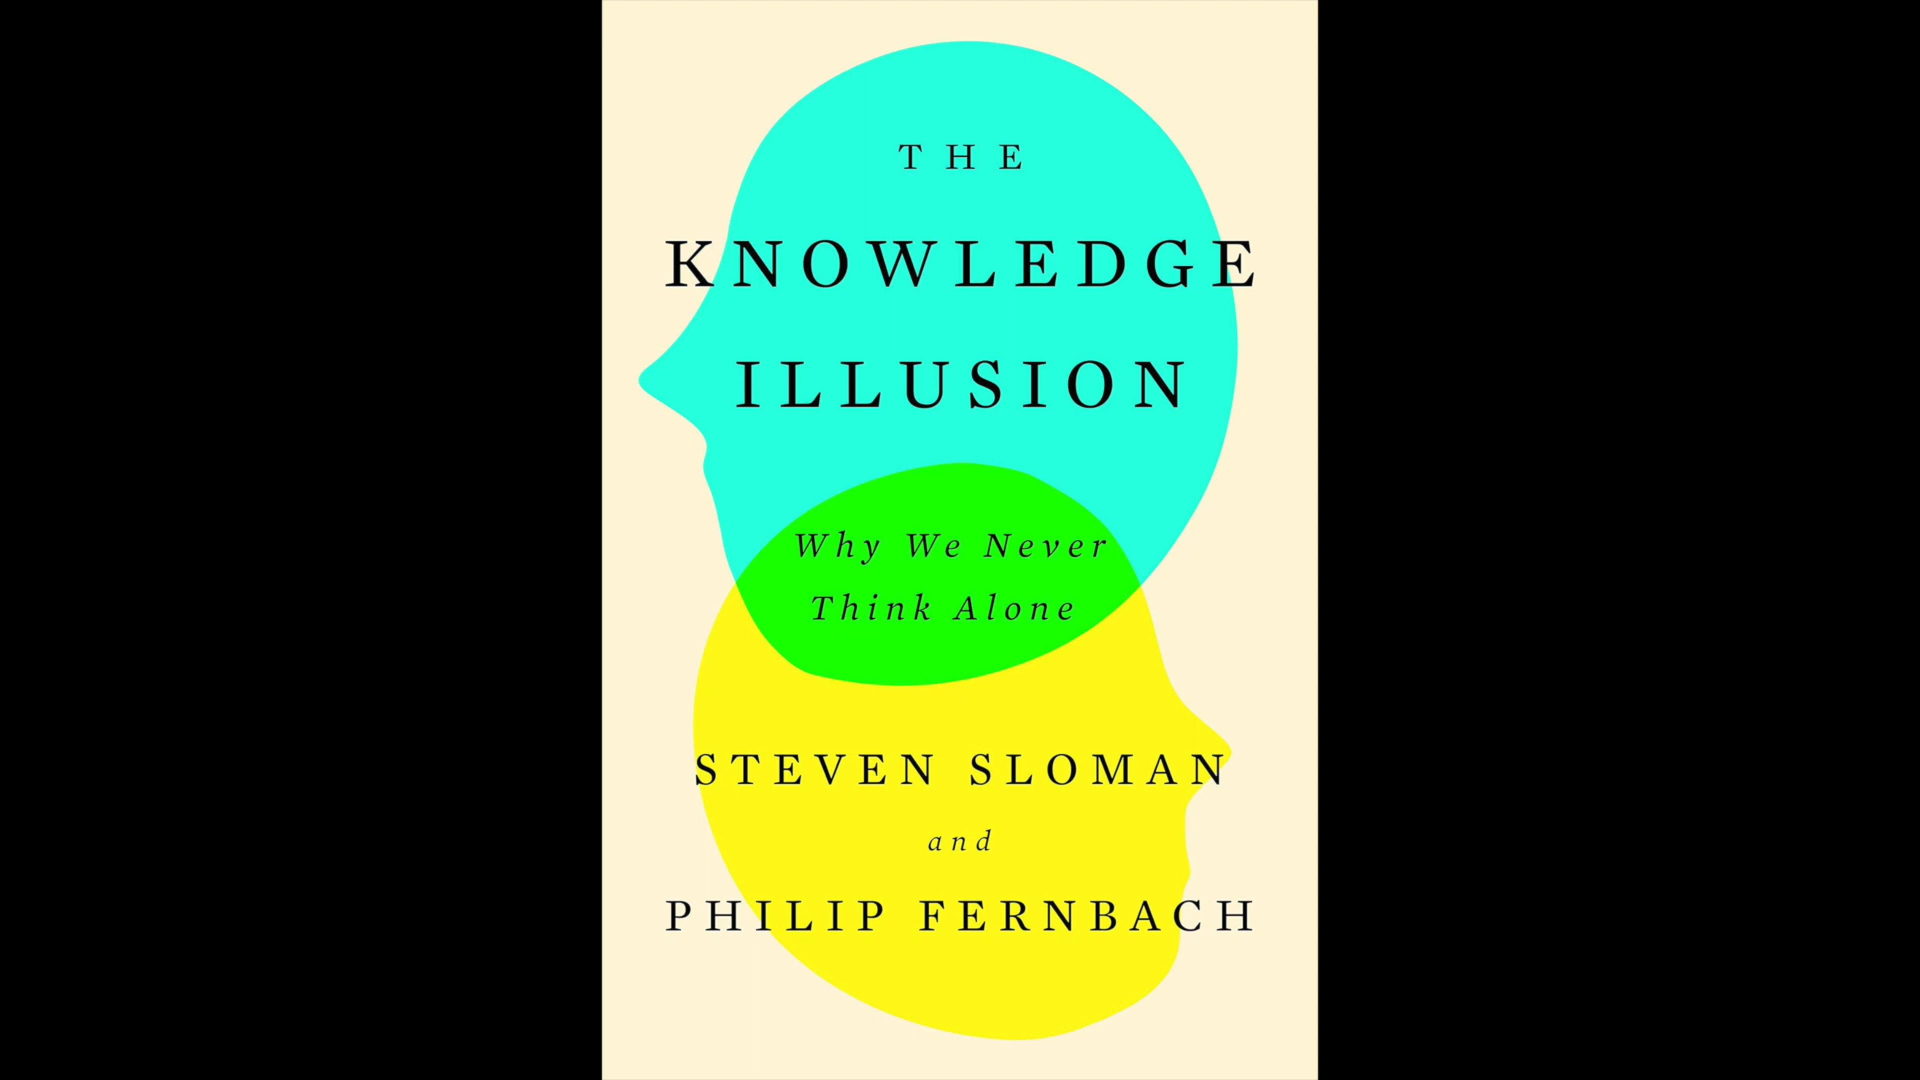 THE
KNOWLEDGE
ILLUSION
Why We Never
Think Alone
STEVEN SLOMAN
and
PHILIP FERNBACH